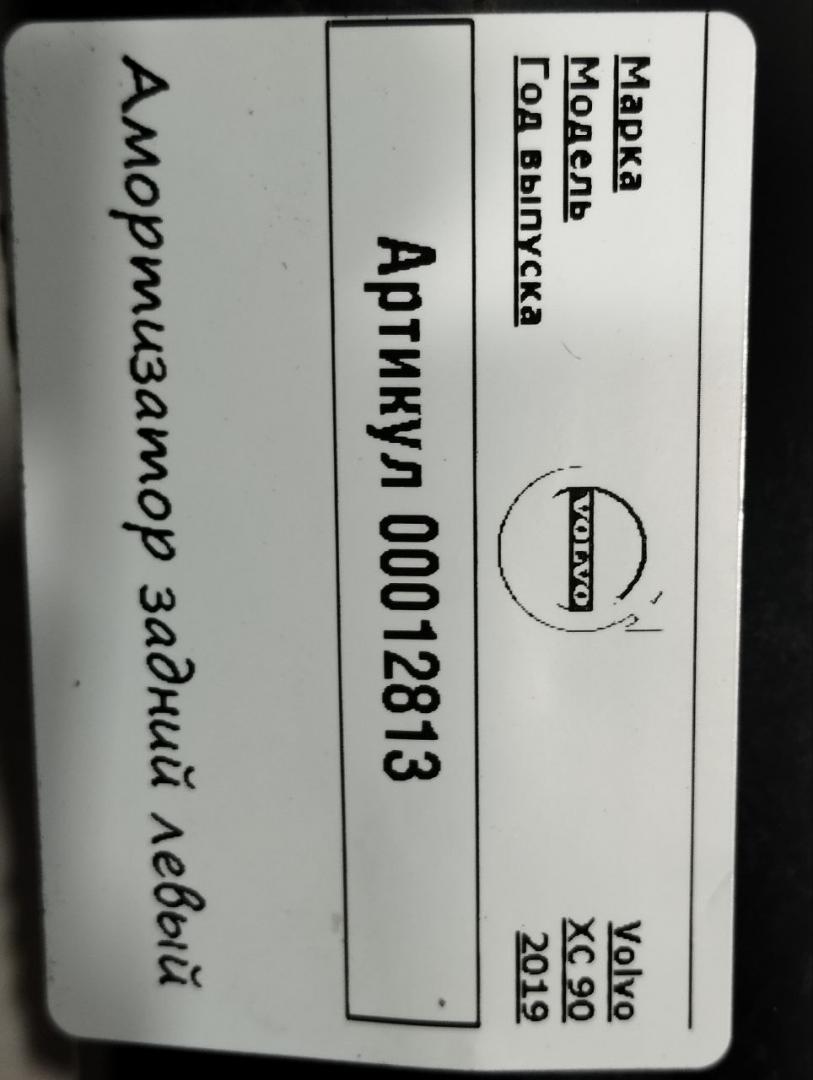 Марка Volvo
Модель XC 90
Год выпуска 2019
VOLVO
Артикул 00012813
Амортизатор задний левый